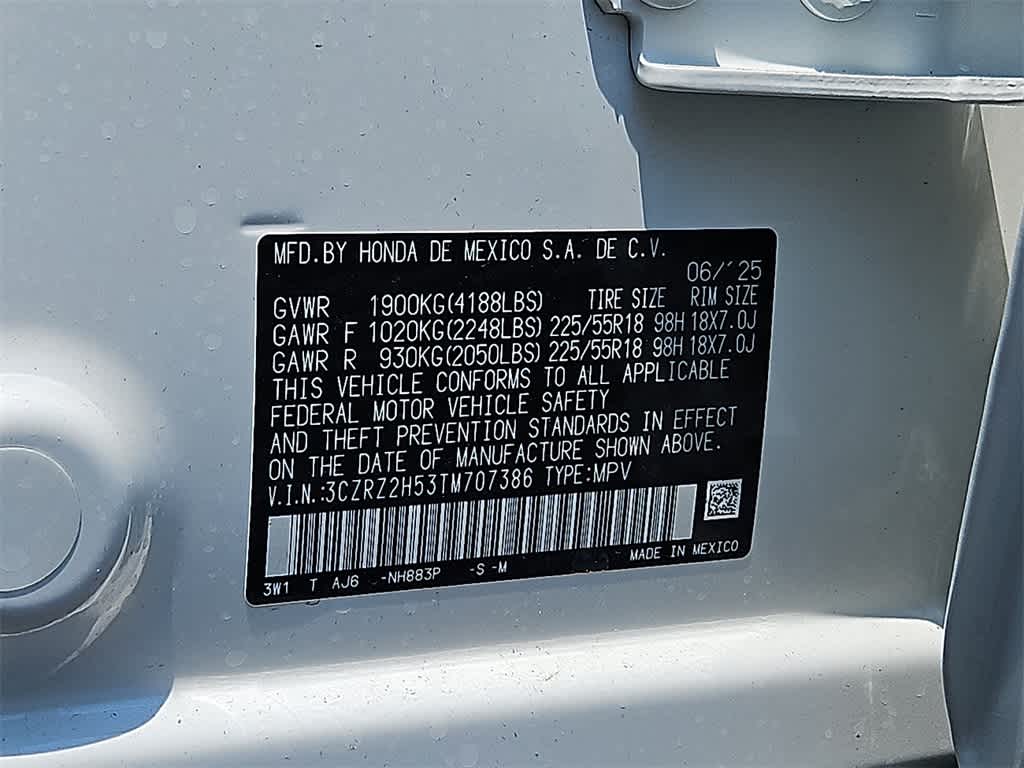 MFD.BY HONDA DE MEXICO S.A. DE C.V.
06/´25
GVWR 1900KG(4188LBS) TIRE SIZE RIM SIZE
GAWR F 1020KG(2248LBS) 225/55R18 98H 18X7.0J
GAWR R 930KG(2050LBS) 225/55R18 98H 18X7.0J
THIS VEHICLE CONFORMS TO ALL APPLICABLE
FEDERAL MOTOR VEHICLE SAFETY
AND THEFT PREVENTION STANDARDS IN EFFECT
ON THE DATE OF MANUFACTURE SHOWN ABOVE.
V.I.N.:3CZRZ2H53TM707386 TYPE:MPV
MADE IN MEXICO
3W1 T AJ6 -NH883P -S -M